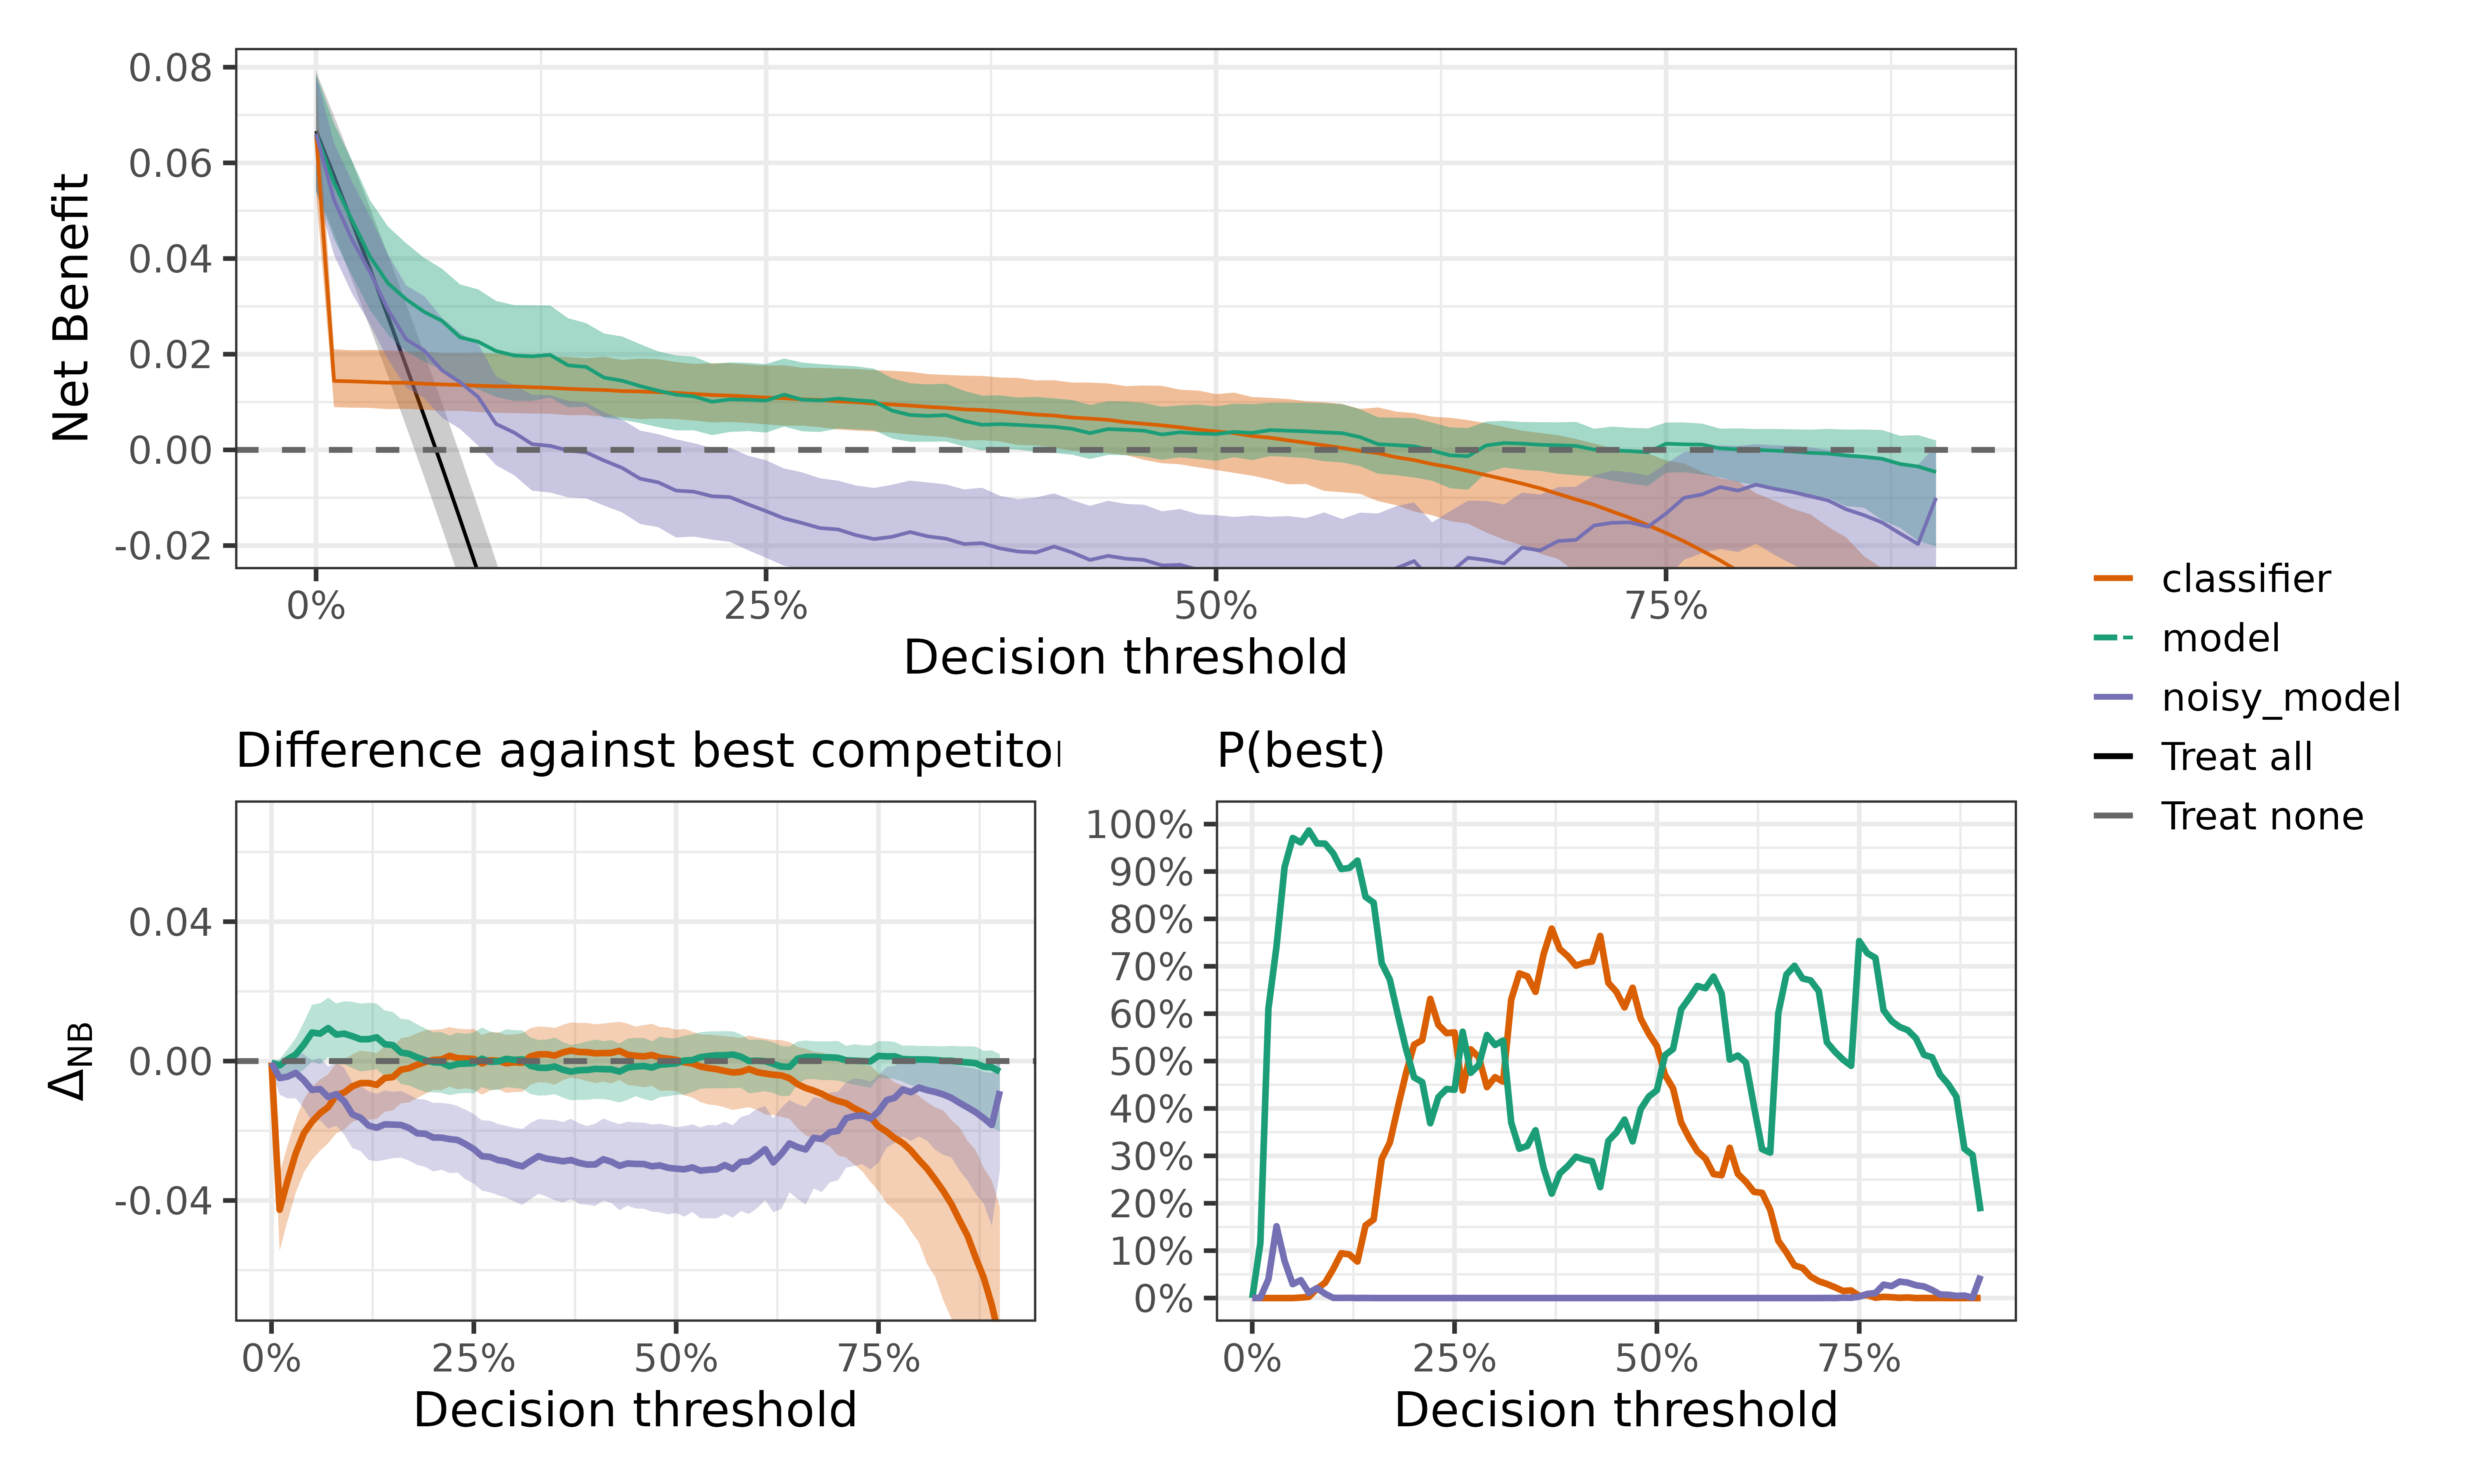 0.08
0.06
0.04
0.02
0.00
-0.02
Net Benefit
0% 25% 50% 75%
Decision threshold
classifier
model
noisy_model
Treat all
Treat none
Difference against best competitor
0.04
0.00
-0.04
ΔNB
0% 25% 50% 75%
Decision threshold
P(best)
100%
90%
80%
70%
60%
50%
40%
30%
20%
10%
0%
0% 25% 50% 75%
Decision threshold